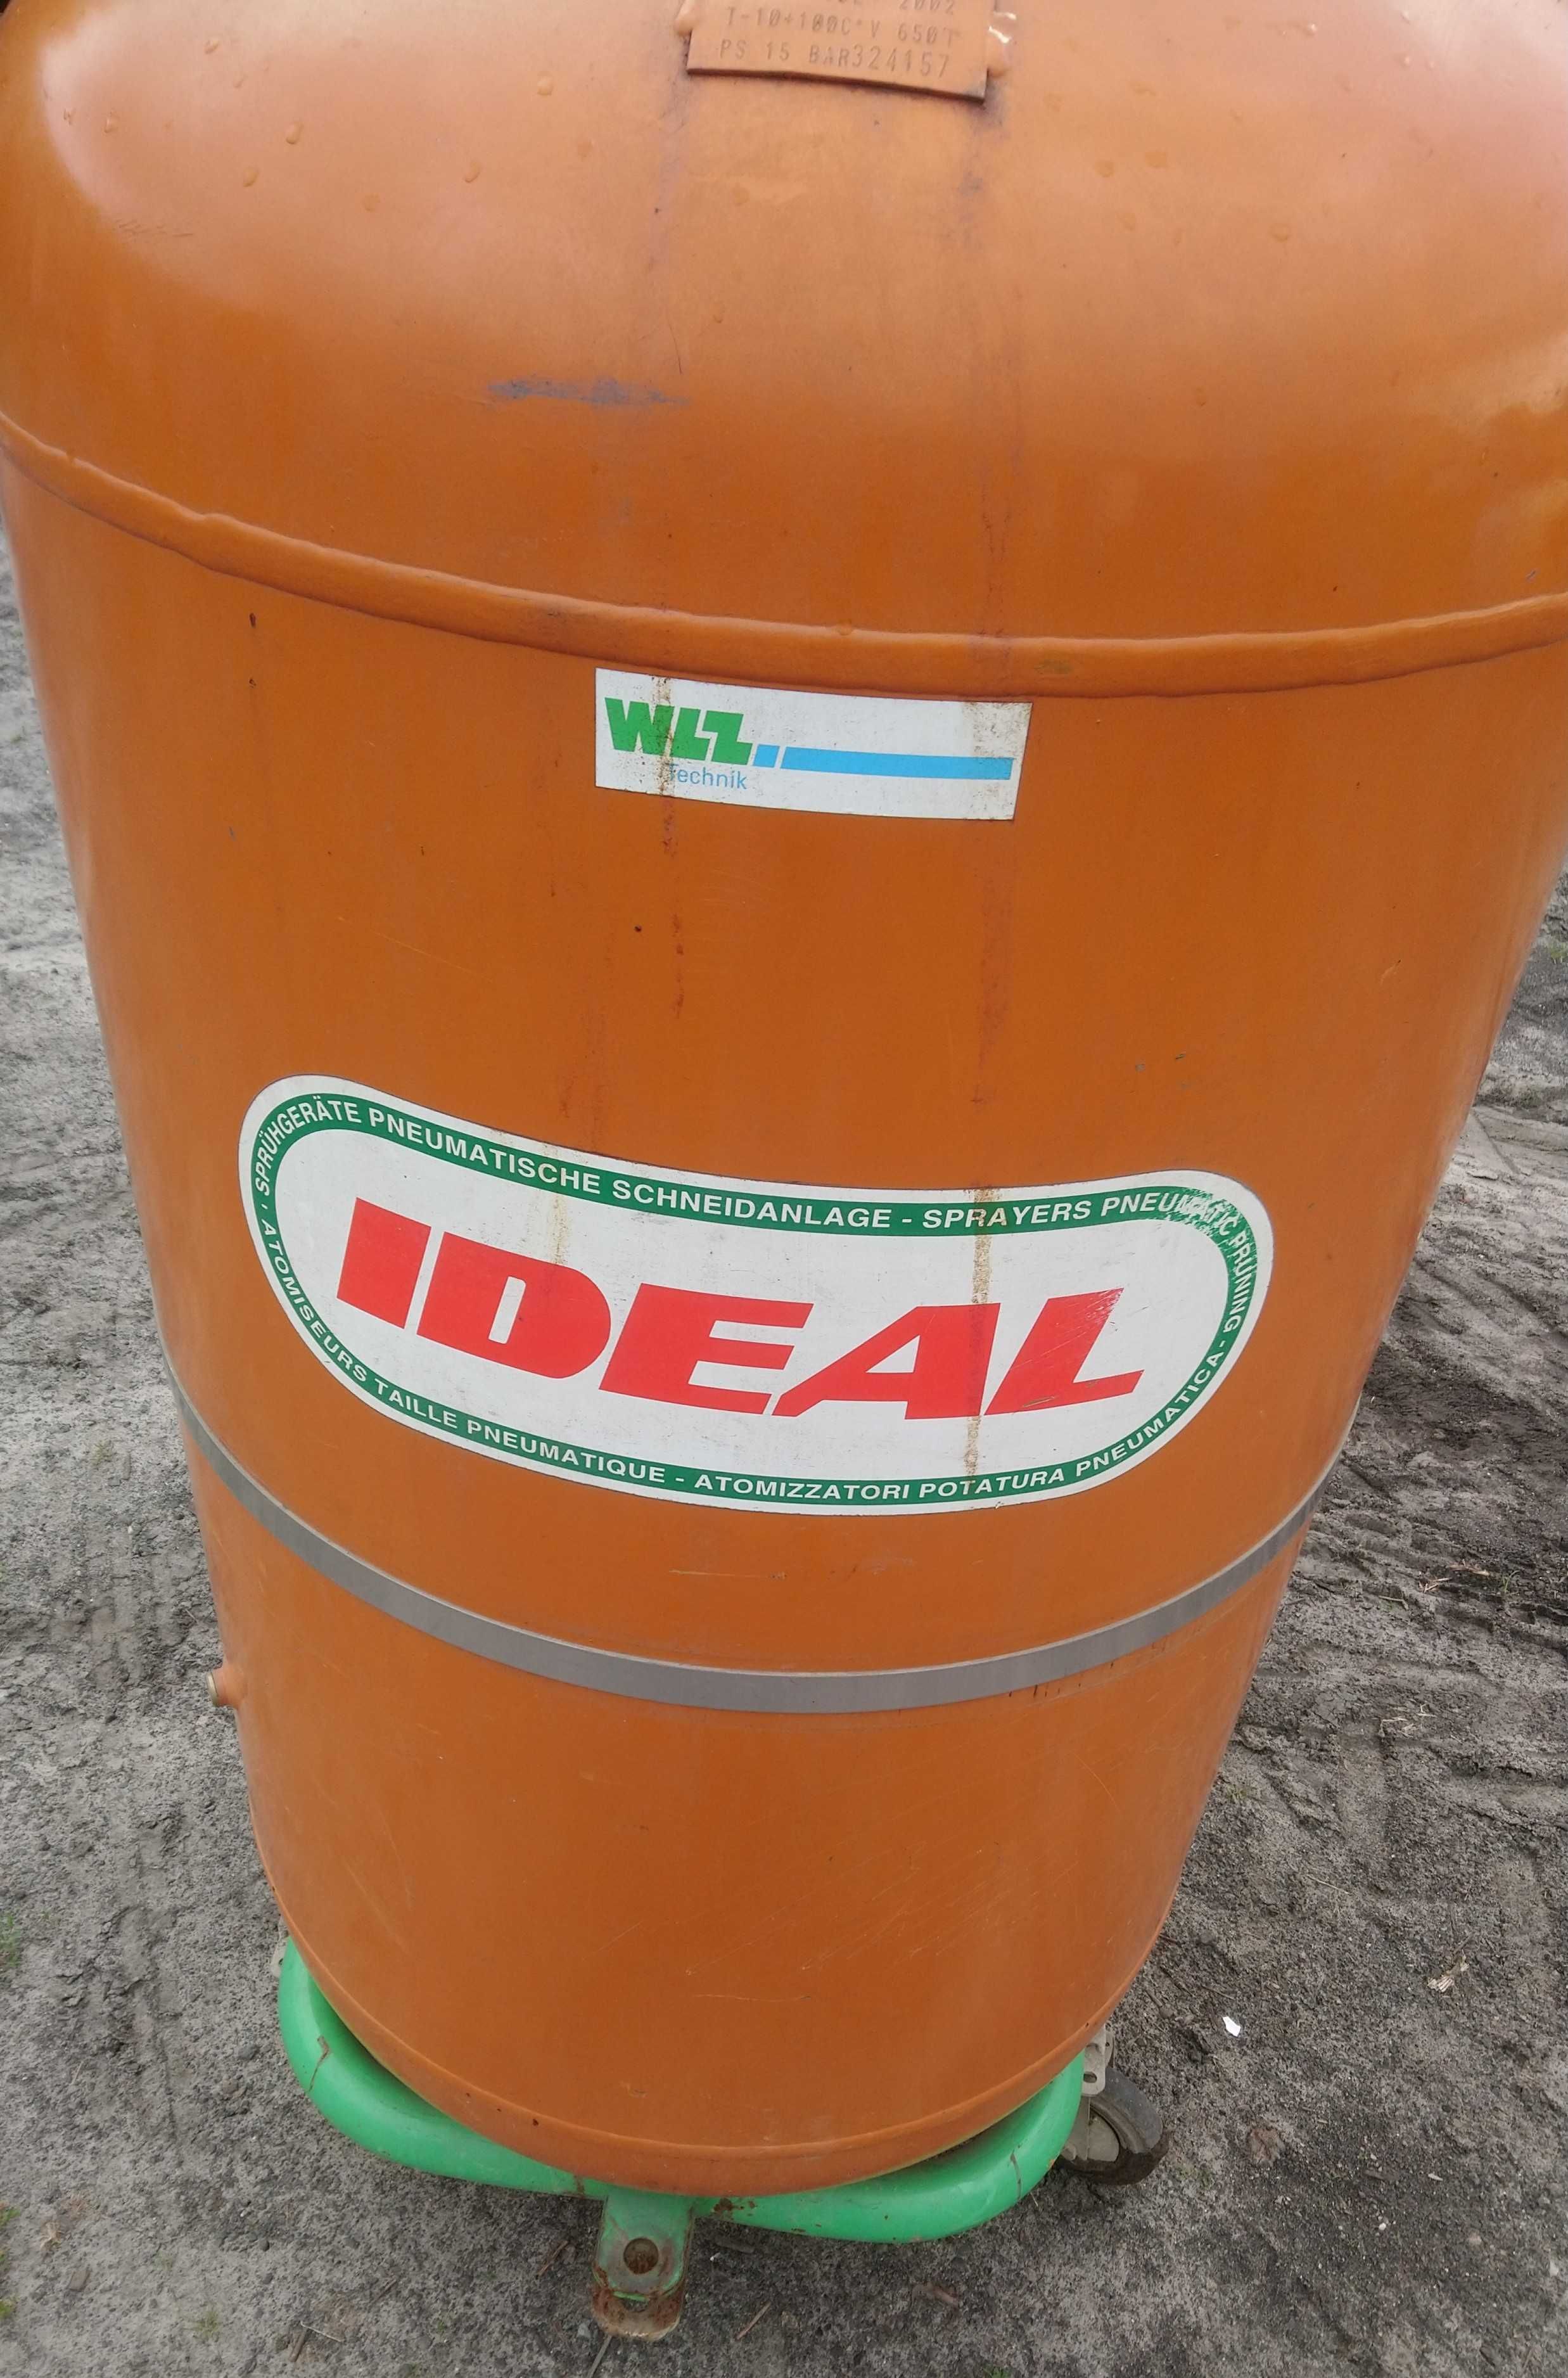 2002
T-10+100C°V 650
PS 15 BAR324157
WLZ
Technik
SPRÜHGERÄTE PNEUMATISCHE SCHNEIDANLAGE - SPRAYERS PNEUMATIC PRUNING -
IDEAL
ATOMISEURS TAILLE PNEUMATIQUE - ATOMIZZATORI POTATURA PNEUMATICA -